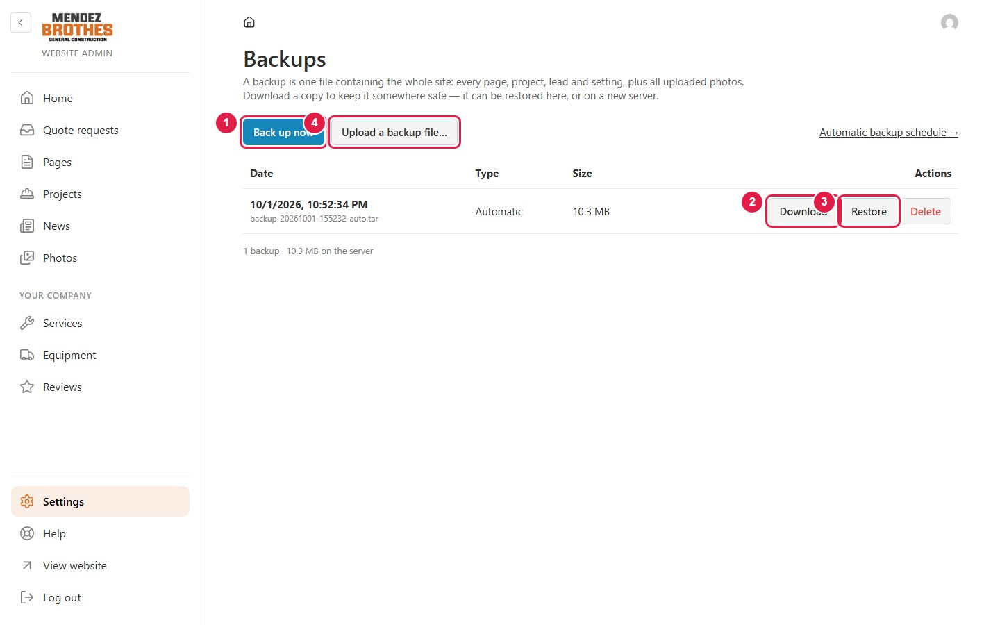 MENDEZ
BROTHES
GENERAL CONSTRUCTION
WEBSITE ADMIN
Home
Quote requests
Pages
Projects
News
Photos
YOUR COMPANY
Services
Equipment
Reviews
Settings
Help
View website
Log out
Backups
A backup is one file containing the whole site: every page, project, lead and setting, plus all uploaded photos.
Download a copy to keep it somewhere safe — it can be restored here, or on a new server.
1 Back up now 4 Upload a backup file... Automatic backup schedule →
Date Type Size Actions
10/1/2026, 10:52:34 PM Automatic 10.3 MB 2 Download 3 Restore Delete
backup-20261001-155232-auto.tar
1 backup · 10.3 MB on the server